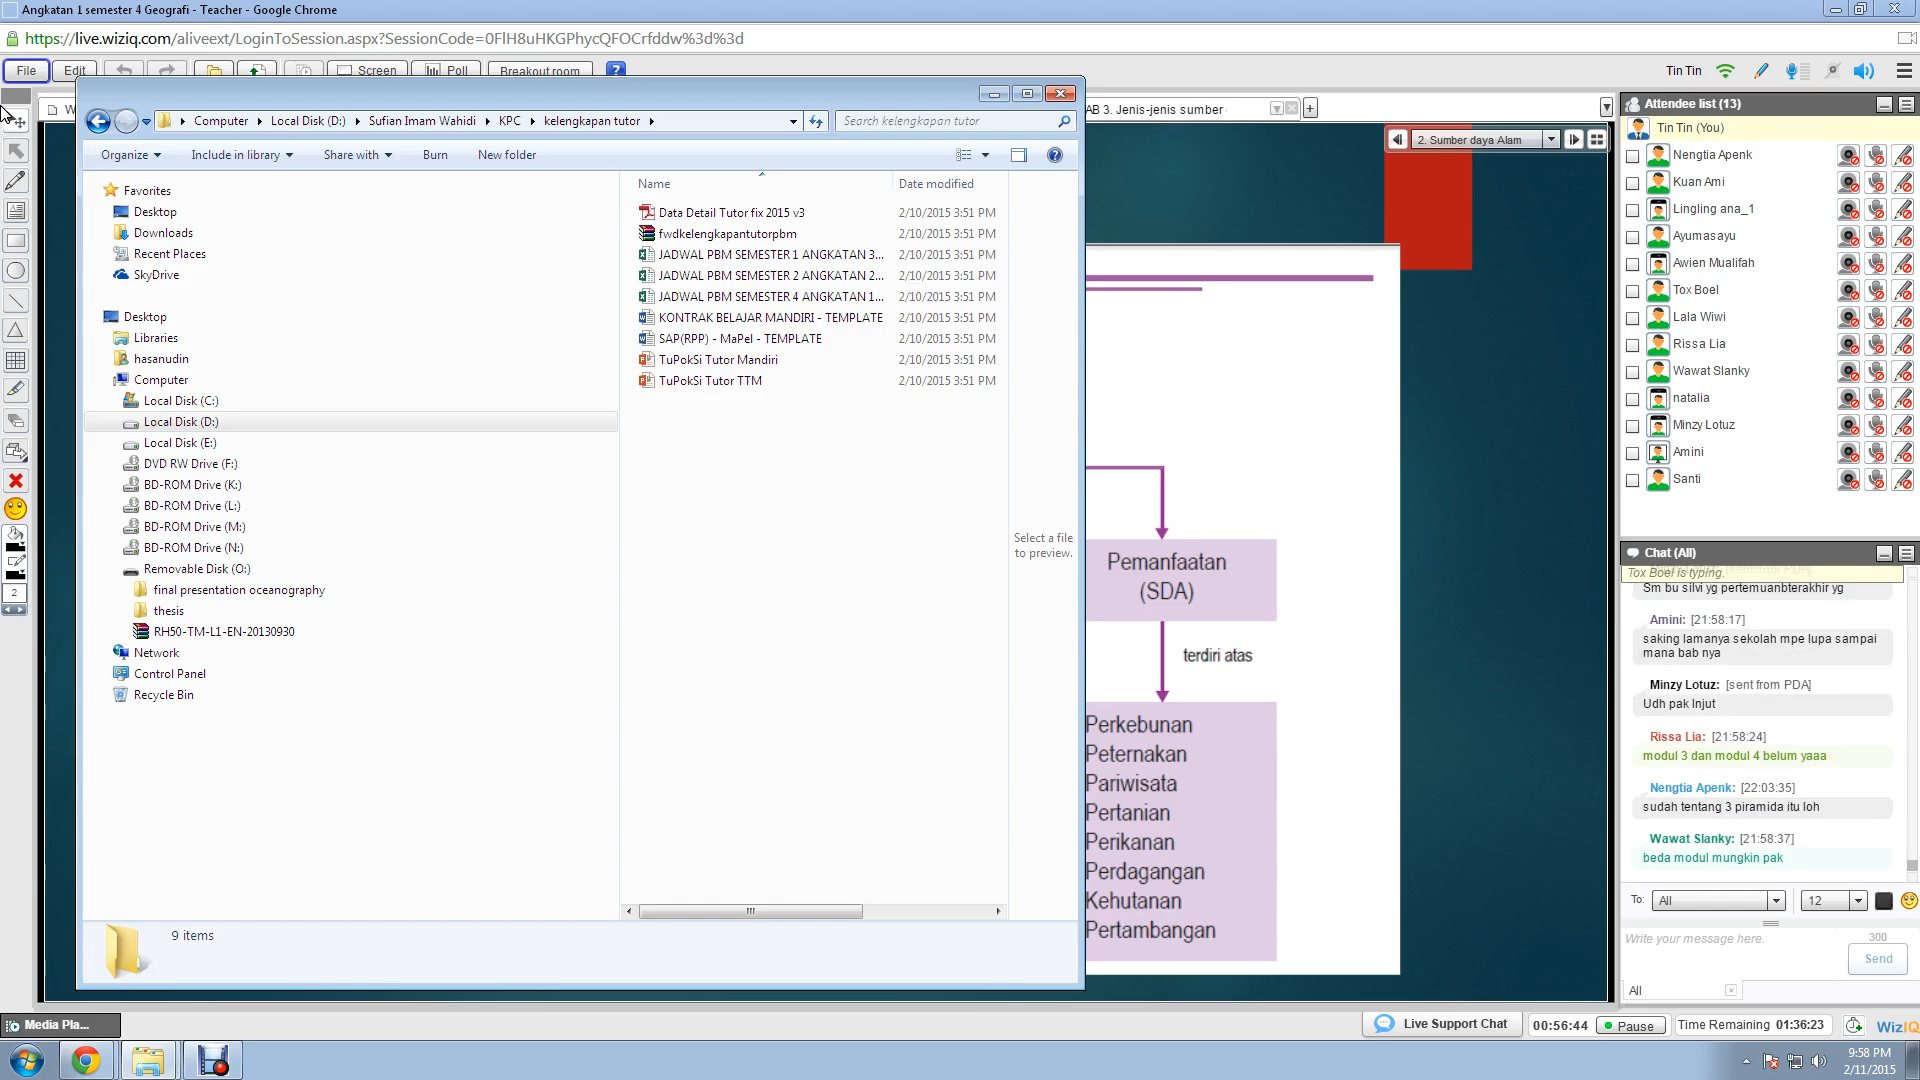 Angkatan 1 semester 4 Geografi - Teacher - Google Chrome
https://live.wiziq.com/aliveext/LoginToSession.aspx?SessionCode=0FlH8uHKGPhycQFOCrfddw%3d%3d
File Edit Screen Poll Breakout room ? Tin Tin
W
AB 3. Jenis-jenis sumber
Computer Local Disk (D:) Sufian Imam Wahidi KPC kelengkapan tutor
Search kelengkapan tutor
Organize Include in library Share with Burn New folder
Favorites
Desktop
Downloads
Recent Places
SkyDrive
Desktop
Libraries
hasanudin
Computer
Local Disk (C:)
Local Disk (D:)
Local Disk (E:)
DVD RW Drive (F:)
BD-ROM Drive (K:)
BD-ROM Drive (L:)
BD-ROM Drive (M:)
BD-ROM Drive (N:)
Removable Disk (O:)
final presentation oceanography
thesis
RH50-TM-L1-EN-20130930
Network
Control Panel
Recycle Bin
Name Date modified
Data Detail Tutor fix 2015 v3 2/10/2015 3:51 PM
fwdkelengkapantutorpbm 2/10/2015 3:51 PM
JADWAL PBM SEMESTER 1 ANGKATAN 3... 2/10/2015 3:51 PM
JADWAL PBM SEMESTER 2 ANGKATAN 2... 2/10/2015 3:51 PM
JADWAL PBM SEMESTER 4 ANGKATAN 1... 2/10/2015 3:51 PM
KONTRAK BELAJAR MANDIRI - TEMPLATE 2/10/2015 3:51 PM
SAP(RPP) - MaPel - TEMPLATE 2/10/2015 3:51 PM
TuPokSi Tutor Mandiri 2/10/2015 3:51 PM
TuPokSi Tutor TTM 2/10/2015 3:51 PM
Select a file
to preview.
9 items
2. Sumber daya Alam
Pemanfaatan
(SDA)
terdiri atas
Perkebunan
Peternakan
Pariwisata
Pertanian
Perikanan
Perdagangan
Kehutanan
Pertambangan
2
Attendee list (13)
Tin Tin (You)
Nengtia Apenk
Kuan Ami
Lingling ana_1
Ayumasayu
Awien Mualifah
Tox Boel
Lala Wiwi
Rissa Lia
Wawat Slanky
natalia
Minzy Lotuz
Amini
Santi
Chat (All)
Tox Boel is typing.
Sm bu silvi yg pertemuanbterakhir yg
Amini: [21:58:17]
saking lamanya sekolah mpe lupa sampai
mana bab nya
Minzy Lotuz: [sent from PDA]
Udh pak lnjut
Rissa Lia: [21:58:24]
modul 3 dan modul 4 belum yaaa
Nengtia Apenk: [22:03:35]
sudah tentang 3 piramida itu loh
Wawat Slanky: [21:58:37]
beda modul mungkin pak
To: All 12
Write your message here. 300
Send
All
Media Pla...
Live Support Chat 00:56:44 Pause Time Remaining 01:36:23 WizIQ
9:58 PM
2/11/2015